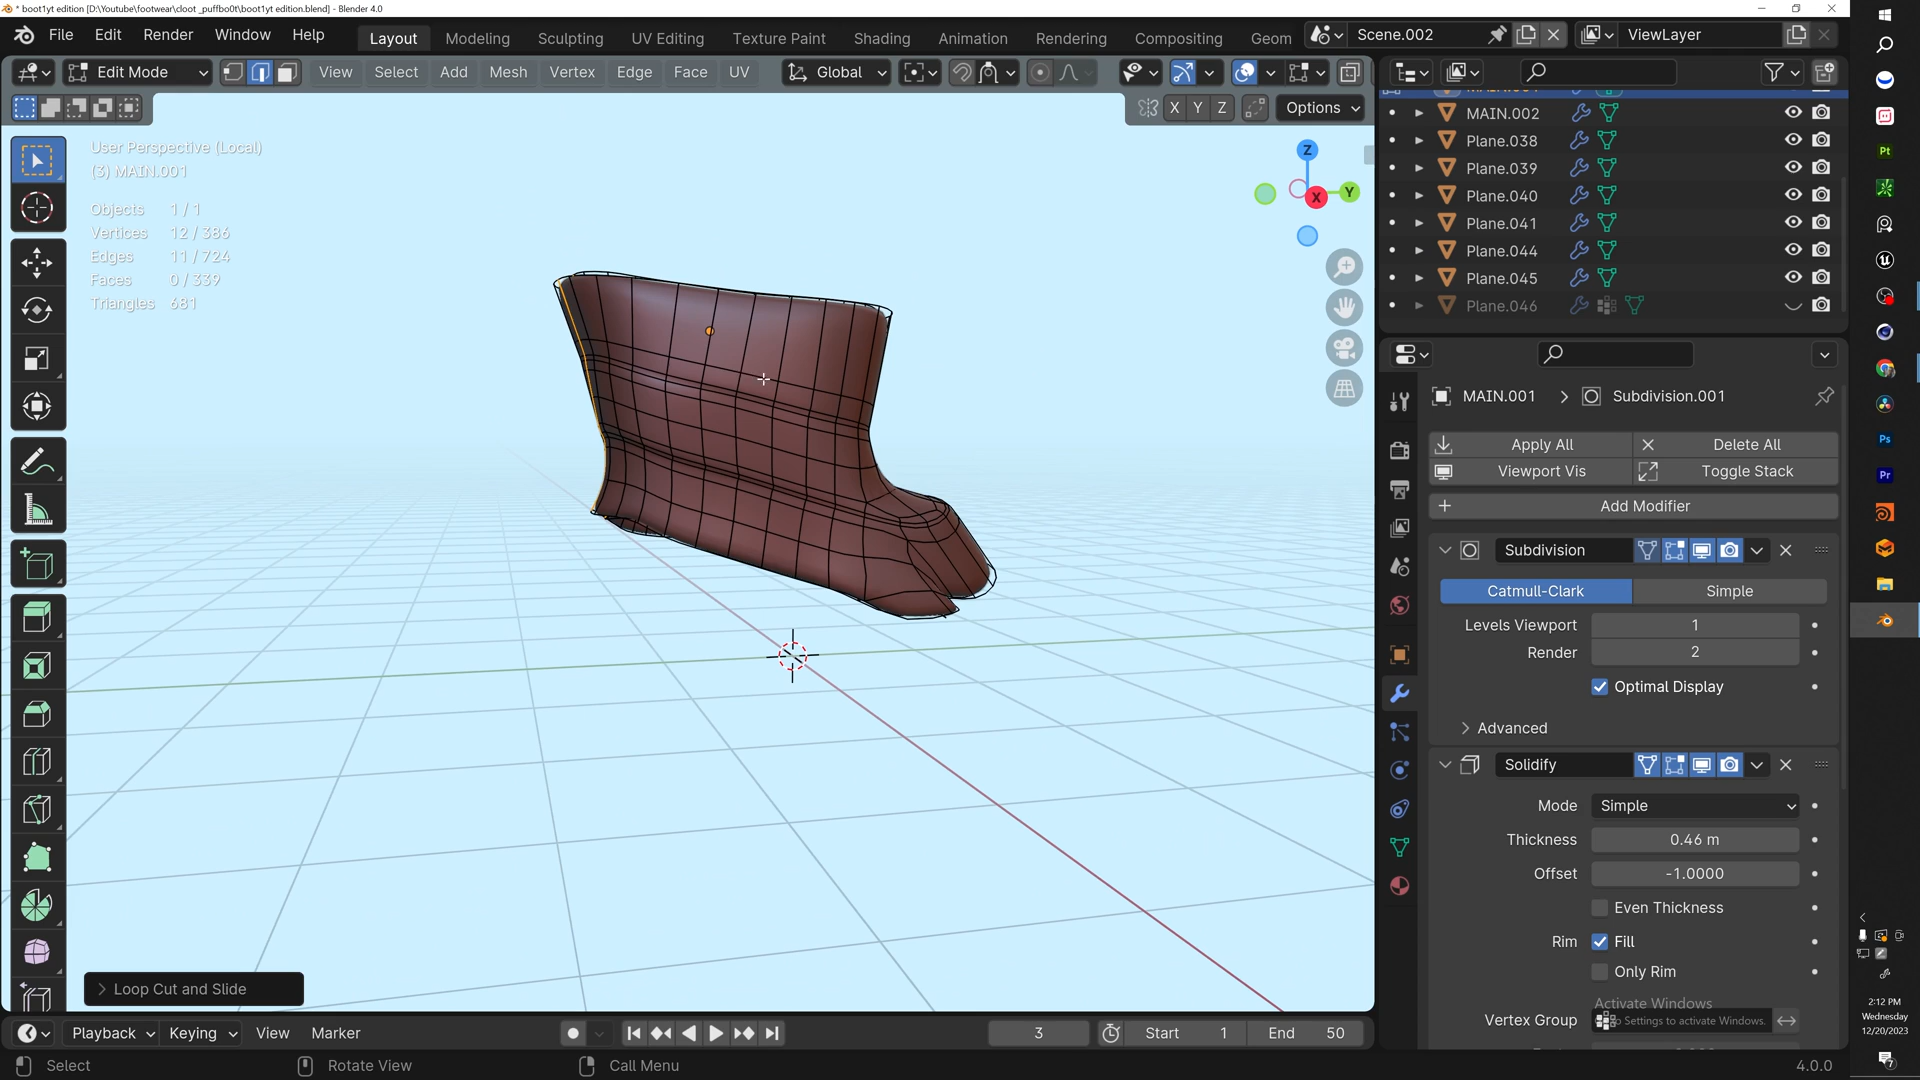 * boot1yt edition [D:\Youtube\footwear\cloot _puffbo0t\boot1yt edition.blend] - Blender 4.0
File Edit Render Window Help
Layout Modeling Sculpting UV Editing Texture Paint Shading Animation Rendering Compositing Geom
Scene.002
ViewLayer
Edit Mode
View Select Add Mesh Vertex Edge Face UV
Global
X Y Z
Options
User Perspective (Local)
(3) MAIN.001
Objects 1 / 1
Vertices 12 / 386
Edges 11 / 724
Faces 0 / 339
Triangles 681
Z
X
Y
MAIN.002
Plane.038
Plane.039
Plane.040
Plane.041
Plane.044
Plane.045
Plane.046
MAIN.001 > Subdivision.001
Apply All
Delete All
Viewport Vis
Toggle Stack
Add Modifier
Subdivision
Catmull-Clark
Simple
Levels Viewport 1
Render 2
Optimal Display
Advanced
Solidify
Mode Simple
Thickness 0.46 m
Offset -1.0000
Even Thickness
Rim Fill
Only Rim
Activate Windows
Vertex Group
o Settings to activate Windows.
Loop Cut and Slide
Playback Keying View Marker
3
Start 1
End 50
Select
Rotate View
Call Menu
4.0.0
Pt
Ps
Pr
2:12 PM
Wednesday
12/20/2023
7